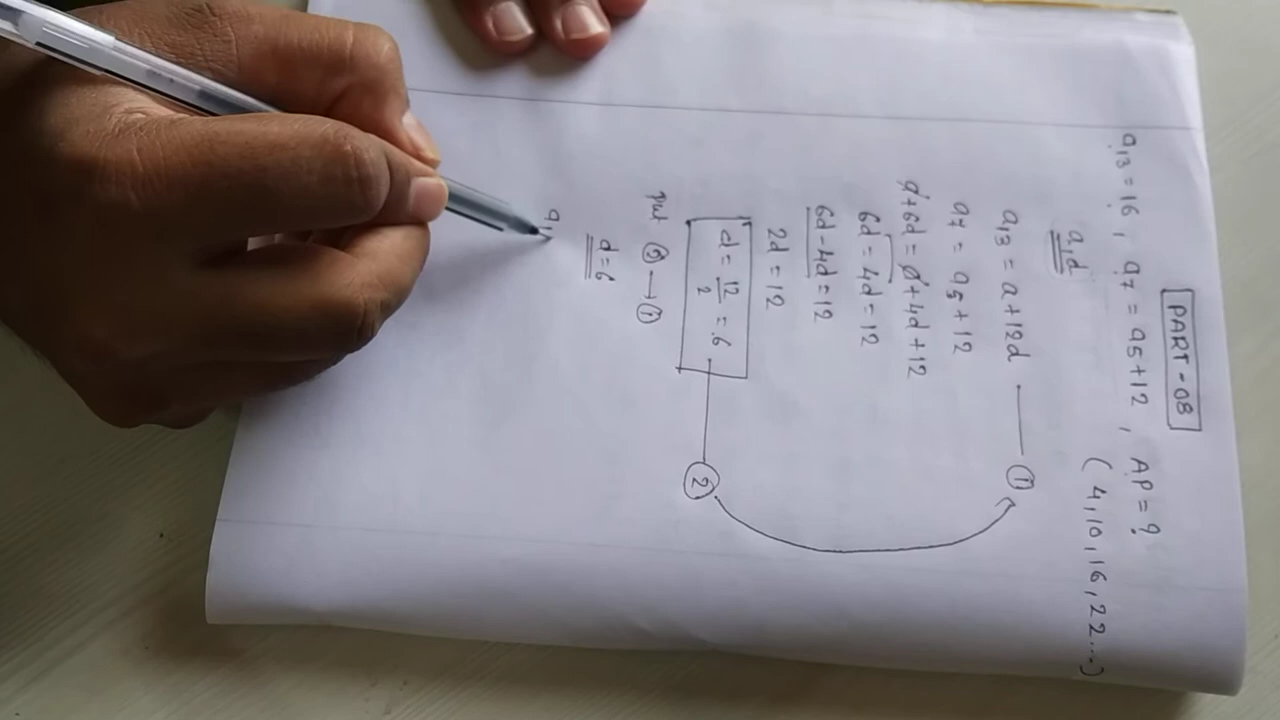 PART - 08
a13 = 16, a7 = a5 + 12, AP = ?
a, d
(4, 10, 16, 22...)
a13 = a + 12d — ①
a7 = a5 + 12
a + 6d = a + 4d + 12
6d = 4d = 12
6d - 4d = 12
2d = 12
d = 12/2 = 6 — ②
put ② → ①
d = 6
a1